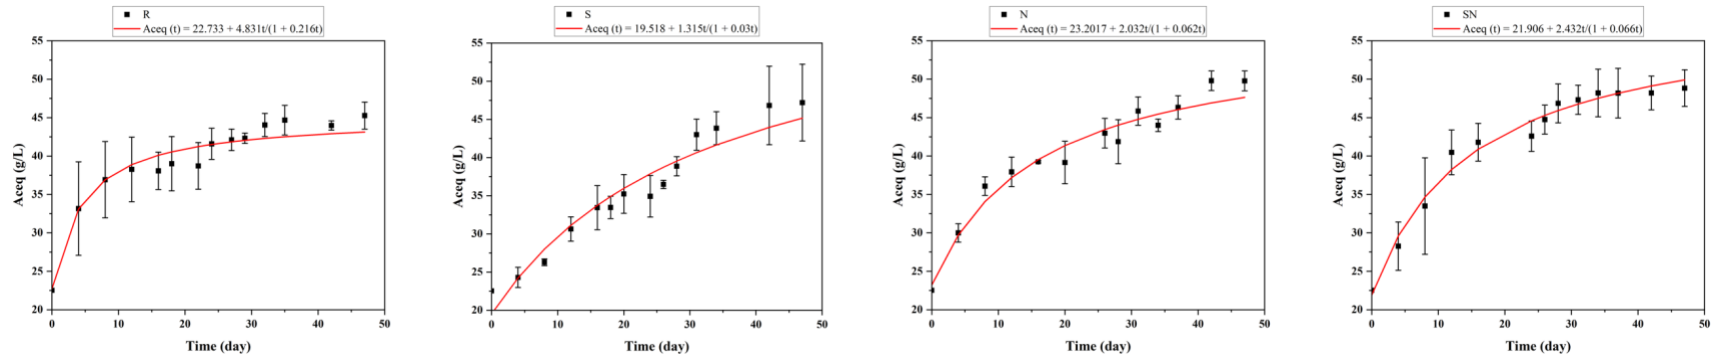 R
Aceq (t) = 22.733 + 4.831t/(1 + 0.216t)
55
50
45
40
35
30
25
20
Aceq (g/L)
0 10 20 30 40 50
Time (day)
S
Aceq (t) = 19.518 + 1.315t/(1 + 0.03t)
55
50
45
40
35
30
25
20
Aceq (g/L)
0 10 20 30 40 50
Time (day)
N
Aceq (t) = 23.2017 + 2.032t/(1 + 0.062t)
55
50
45
40
35
30
25
20
Aceq (g/L)
0 10 20 30 40 50
Time (day)
SN
Aceq (t) = 21.906 + 2.432t/(1 + 0.066t)
55
50
45
40
35
30
25
20
Aceq (g/L)
0 10 20 30 40 50
Time (day)